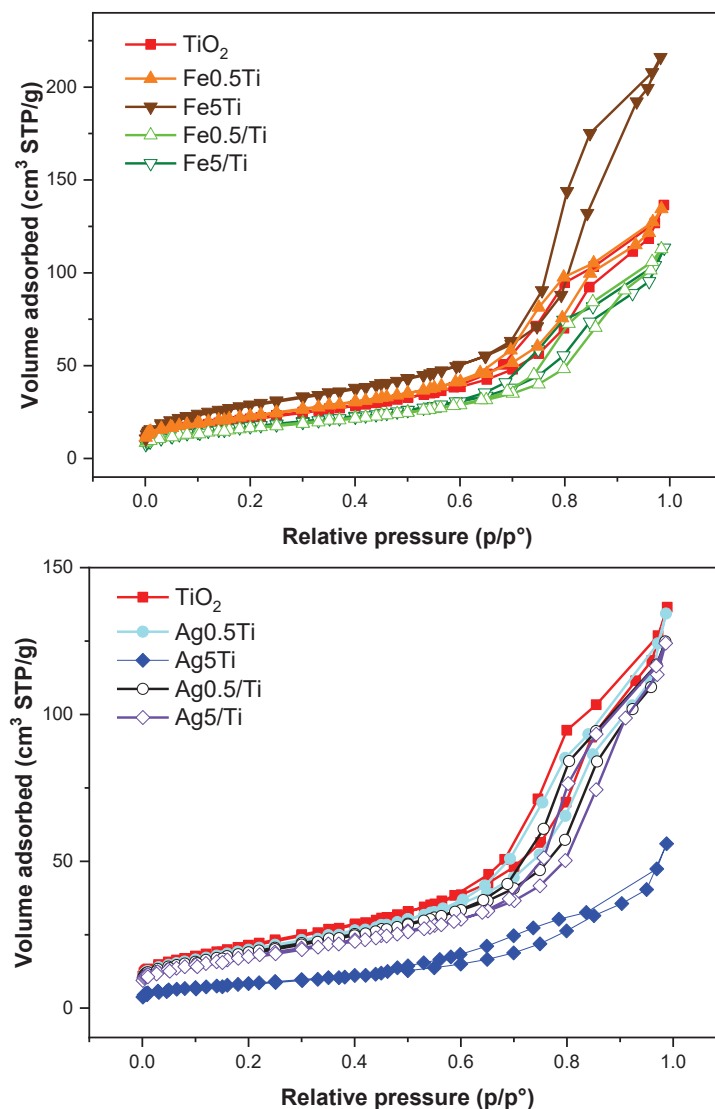 TiO₂
Fe0.5Ti
Fe5Ti
Fe0.5/Ti
Fe5/Ti
Volume adsorbed (cm³ STP/g)
200
150
100
50
0
0.0 0.2 0.4 0.6 0.8 1.0
Relative pressure (p/p°)
TiO₂
Ag0.5Ti
Ag5Ti
Ag0.5/Ti
Ag5/Ti
Volume adsorbed (cm³ STP/g)
150
100
50
0
0.0 0.2 0.4 0.6 0.8 1.0
Relative pressure (p/p°)